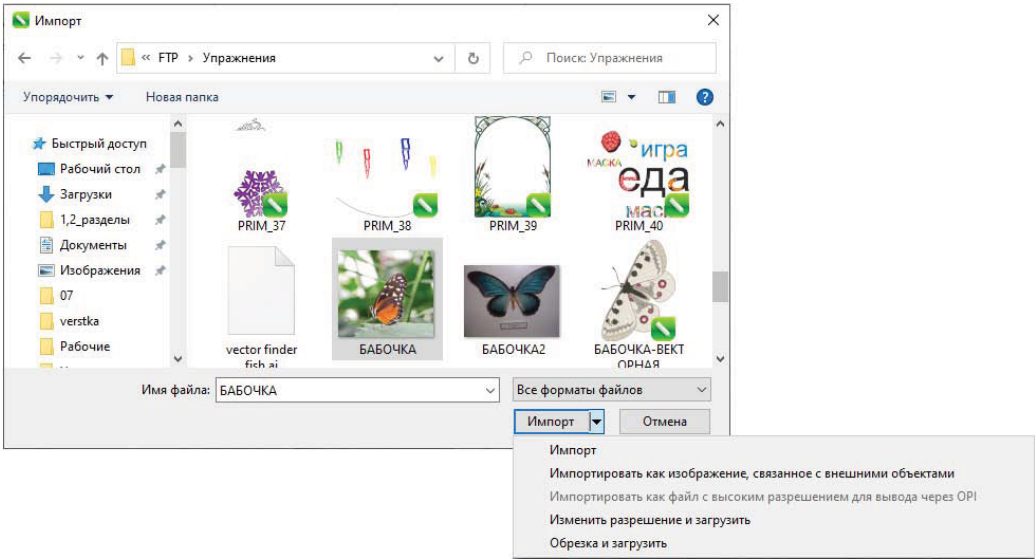 Импорт
« FTP › Упражнения
Поиск: Упражнения
Упорядочить
Новая папка
Быстрый доступ
Рабочий стол
Загрузки
1,2_разделы
Документы
Изображения
07
verstka
Рабочие
МАСКА
игра
еда
PRIM_37
PRIM_38
PRIM_39
PRIM_40
vector finder
fish.ai
БАБОЧКА
БАБОЧКА2
БАБОЧКА-ВЕКТ
ОРНАЯ
Имя файла: БАБОЧКА
Все форматы файлов
Импорт
Отмена
Импорт
Импортировать как изображение, связанное с внешними объектами
Импортировать как файл с высоким разрешением для вывода через OPI
Изменить разрешение и загрузить
Обрезка и загрузить